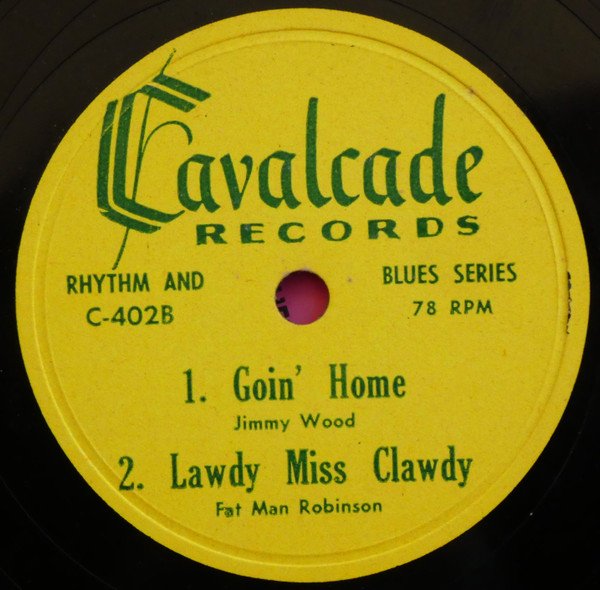 Cavalcade
RECORDS
RHYTHM AND BLUES SERIES
C-402B 78 RPM
1. Goin' Home
Jimmy Wood
2. Lawdy Miss Clawdy
Fat Man Robinson